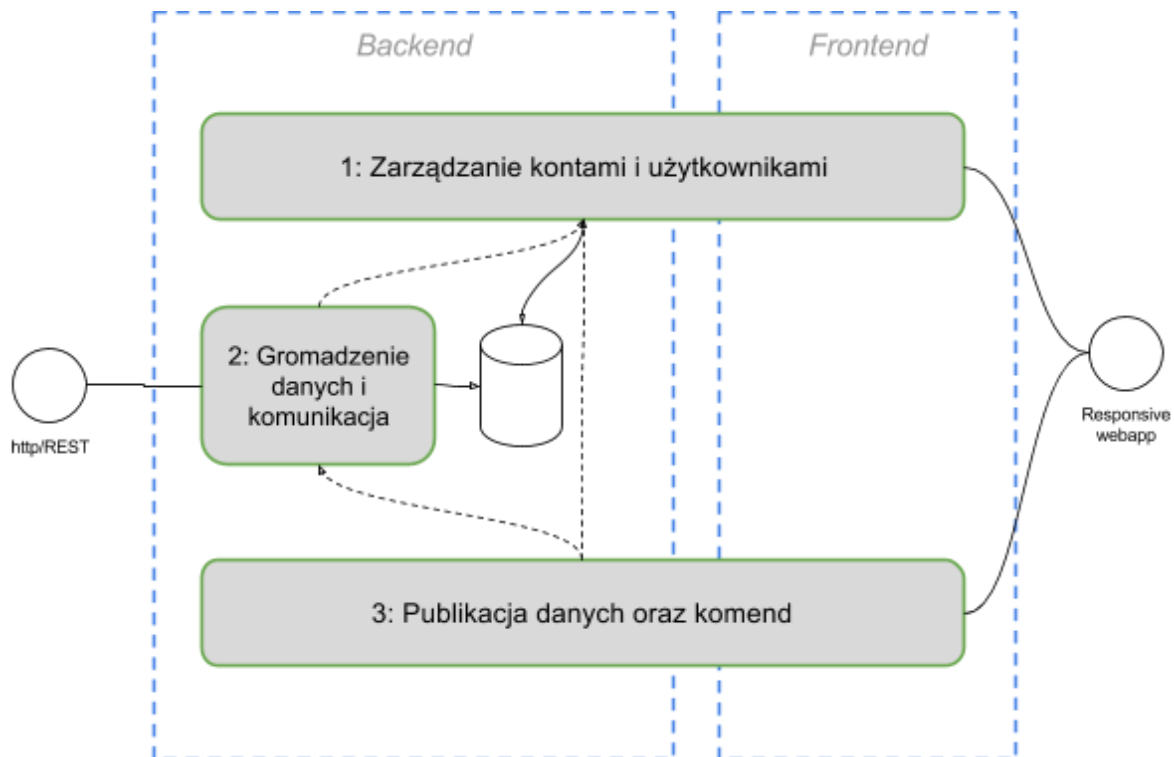 Backend
Frontend
1: Zarządzanie kontami i użytkownikami
2: Gromadzenie
danych i
komunikacja
http/REST
Responsive
webapp
3: Publikacja danych oraz komend